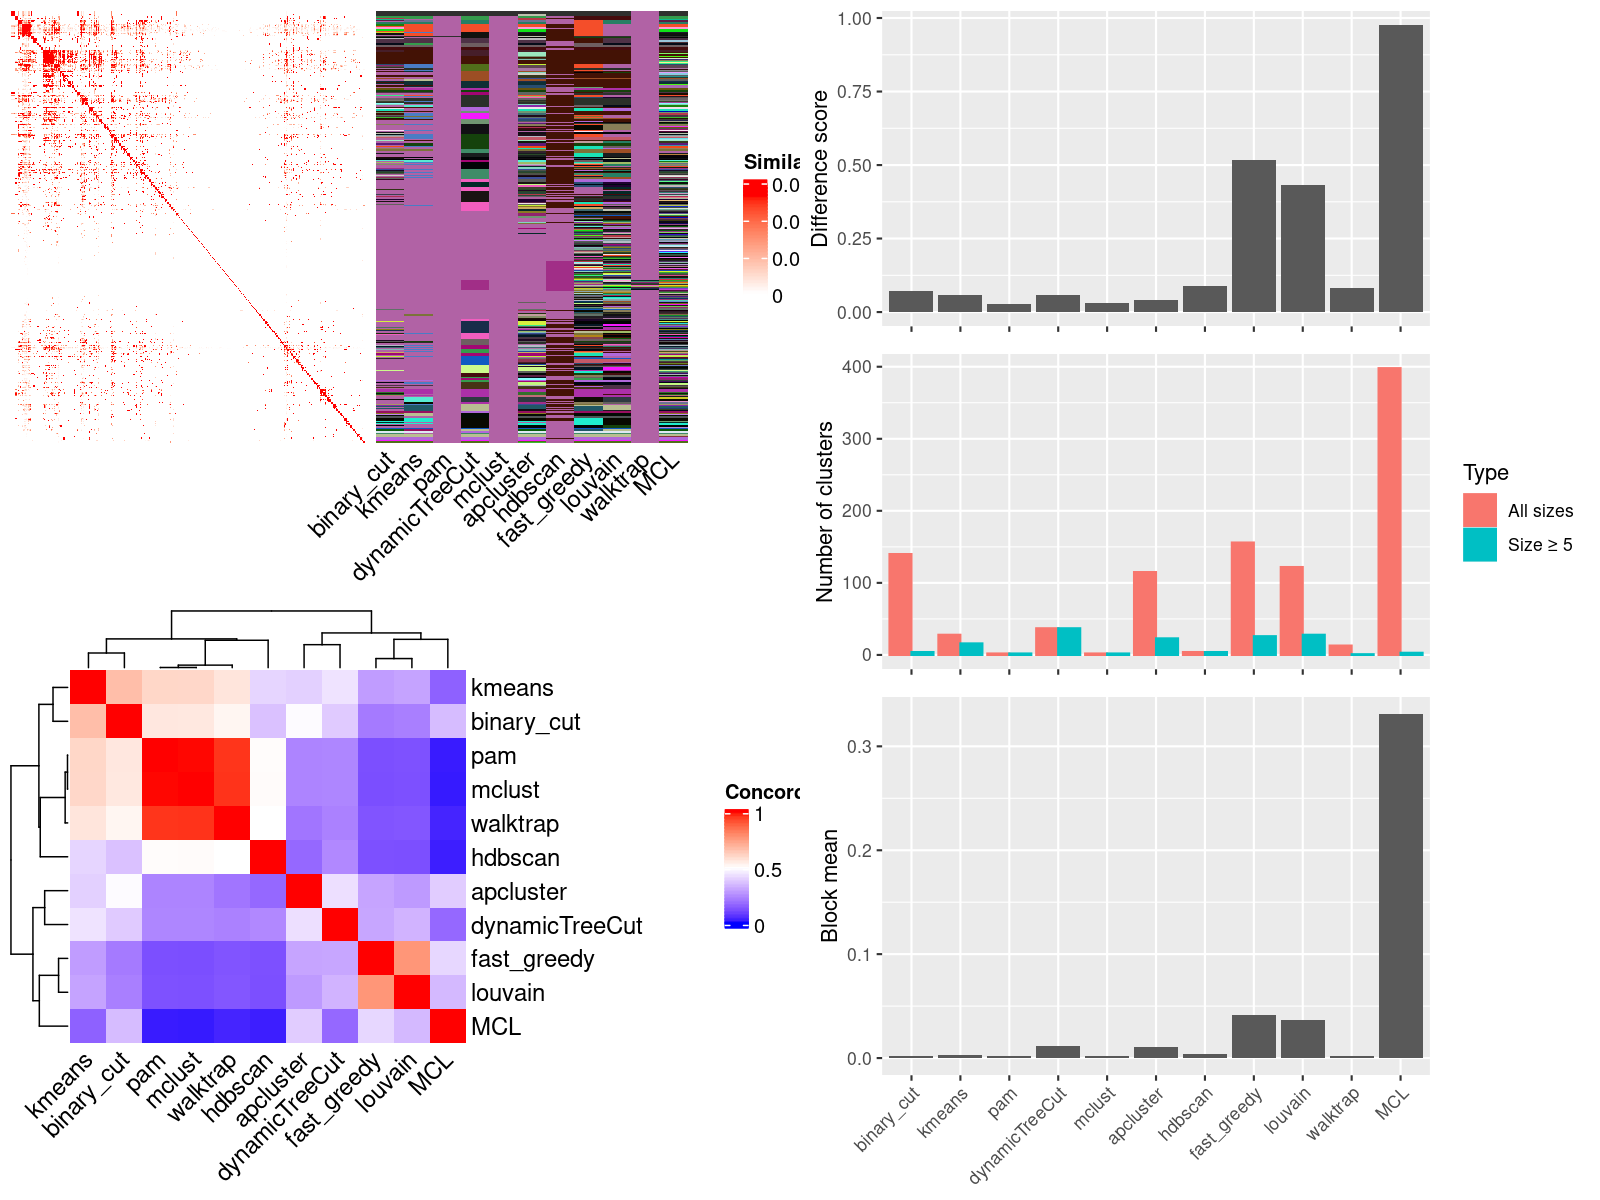 Simila
0.0
0.0
0.0
0
binary_cut
kmeans
pam
dynamicTreeCut
mclust
apcluster
hdbscan
fast_greedy
louvain
walktrap
MCL
kmeans
binary_cut
pam
mclust
walktrap
hdbscan
apcluster
dynamicTreeCut
fast_greedy
louvain
MCL
kmeans
binary_cut
pam
mclust
walktrap
hdbscan
apcluster
dynamicTreeCut
fast_greedy
louvain
MCL
Concord
1
0.5
0
Difference score
1.00
0.75
0.50
0.25
0.00
Number of clusters
400
300
200
100
0
Type
All sizes
Size ≥ 5
Block mean
0.3
0.2
0.1
0.0
binary_cut
kmeans
pam
dynamicTreeCut
mclust
apcluster
hdbscan
fast_greedy
louvain
walktrap
MCL